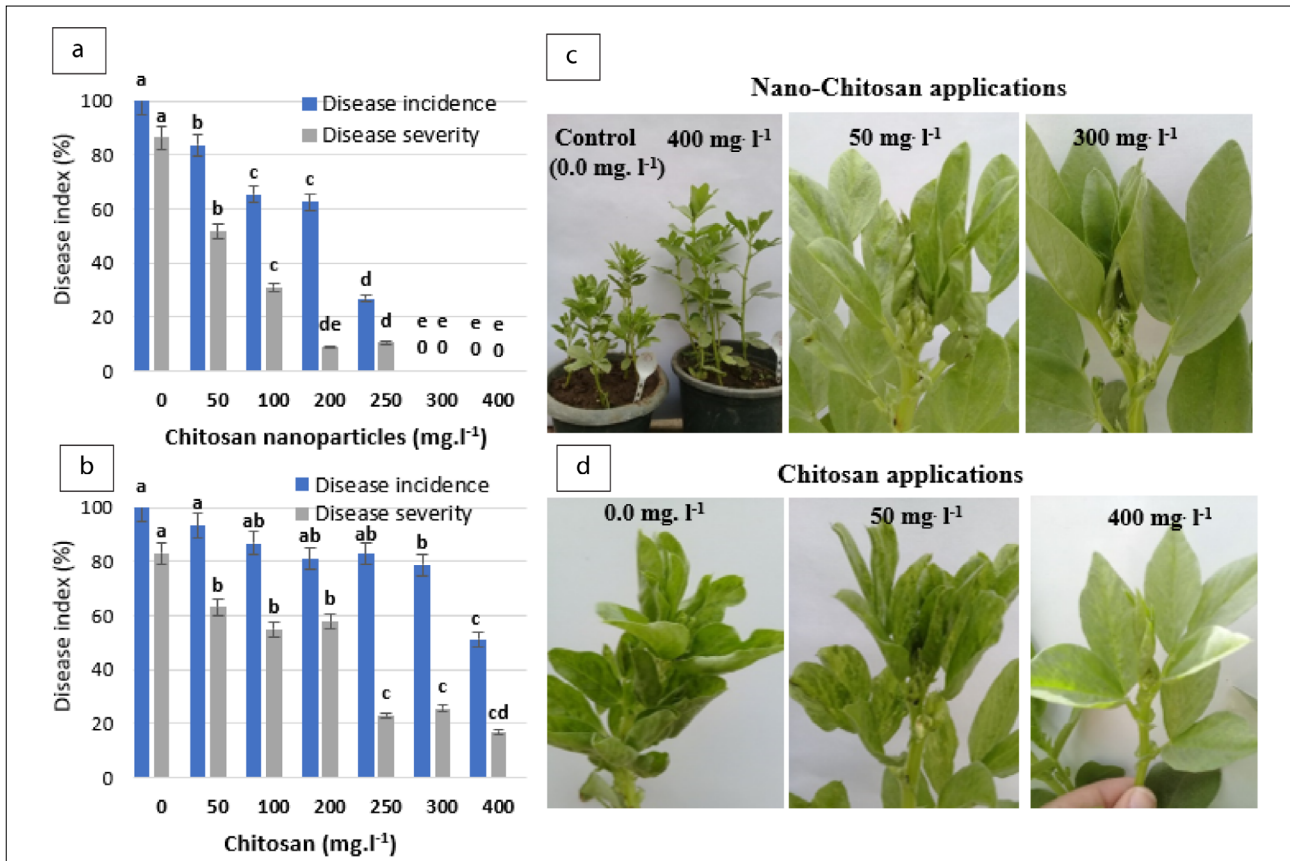 a
a
100
Disease incidence
a
b
Disease severity
80
c
c
60
b
40
c
d
20
de
d
e e e e
0 0 0 0
0
Disease index (%)
0 50 100 200 250 300 400
Chitosan nanoparticles (mg.l-1)
b
a
Disease incidence
100
a
Disease severity
a
ab
ab
ab
b
80
b
b
b
60
c
40
c
c
20
cd
0
Disease index (%)
0 50 100 200 250 300 400
Chitosan (mg.l-1)
c
Nano-Chitosan applications
Control
(0.0 mg. l-1)
400 mg. l-1
50 mg. l-1
300 mg. l-1
d
Chitosan applications
0.0 mg. l-1
50 mg. l-1
400 mg. l-1